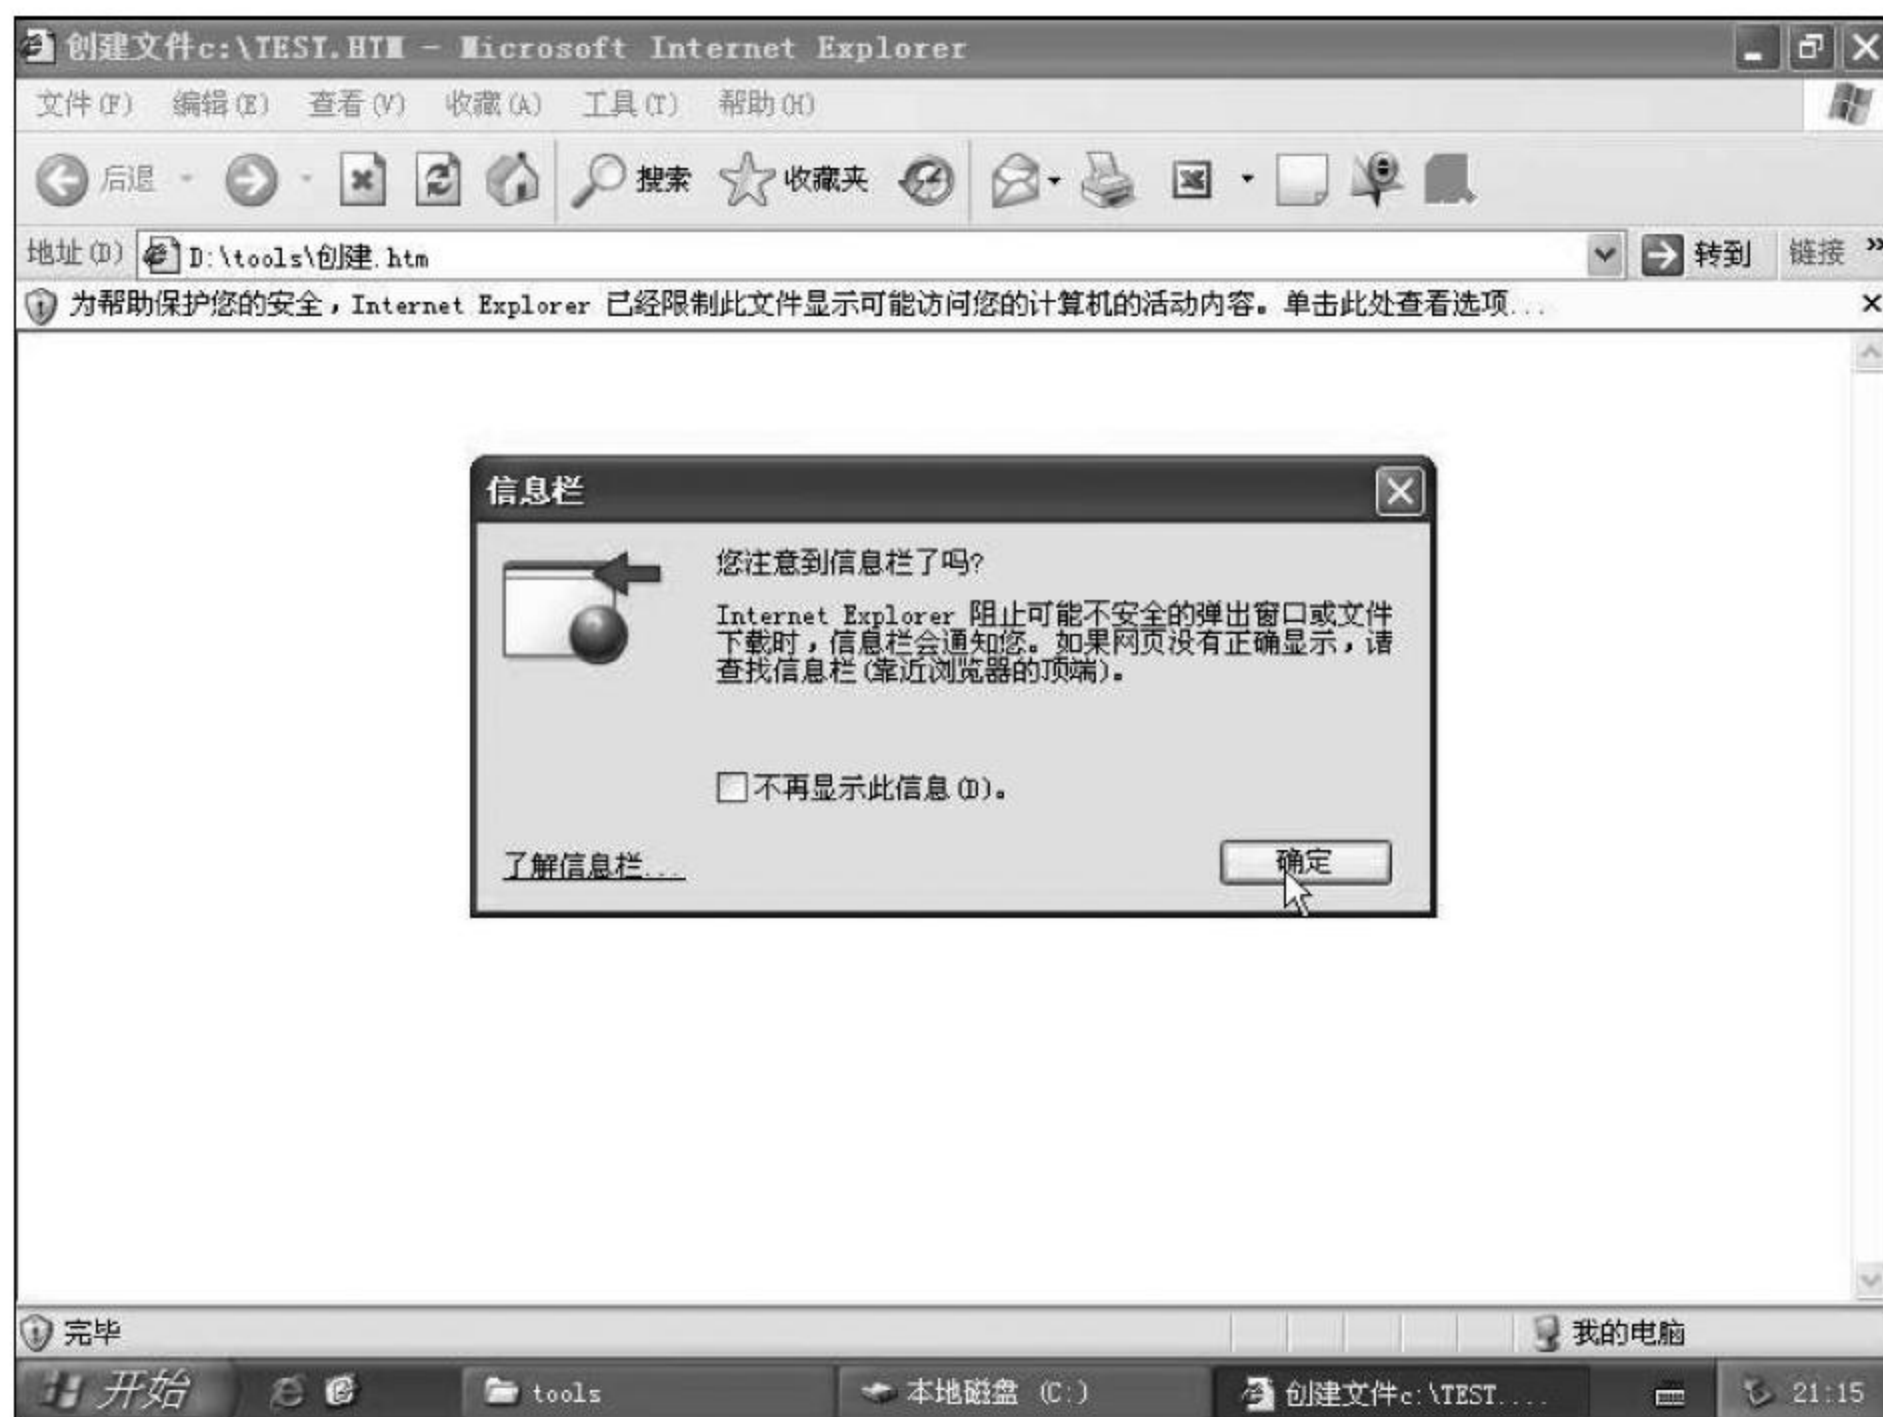 创建文件c:\TEST.HTM - Microsoft Internet Explorer
文件(F) 编辑(E) 查看(V) 收藏(A) 工具(T) 帮助(H)
后退 搜索 收藏夹
地址(D) D:\tools\创建.htm 转到 链接 »
为帮助保护您的安全，Internet Explorer 已经限制此文件显示可能访问您的计算机的活动内容。单击此处查看选项...
信息栏
您注意到信息栏了吗?
Internet Explorer 阻止可能不安全的弹出窗口或文件
下载时，信息栏会通知您。如果网页没有正确显示，请
查找信息栏(靠近浏览器的顶端)。
不再显示此信息(D)。
了解信息栏...
确定
完毕 我的电脑
开始 tools 本地磁盘 (C:) 创建文件c:\TEST.... 21:15